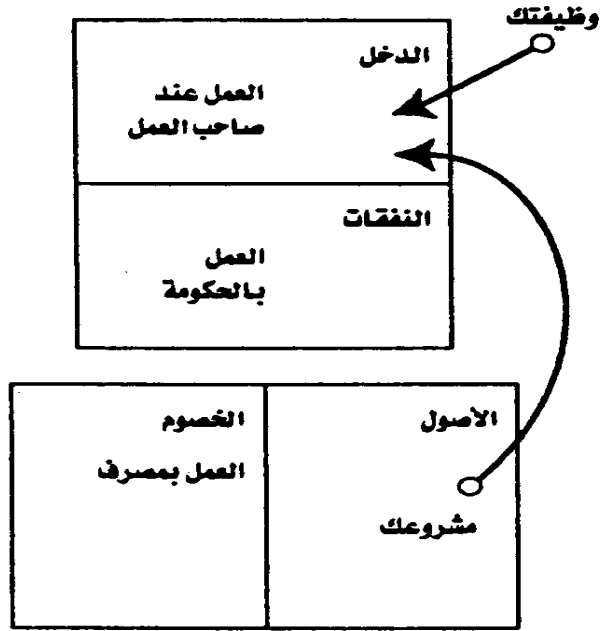 وظيفتك
الدخل
العمل عند
صاحب العمل
النفقات
العمل
بالحكومة
الأصول
الخصوم
العمل بمصرف
مشروعك